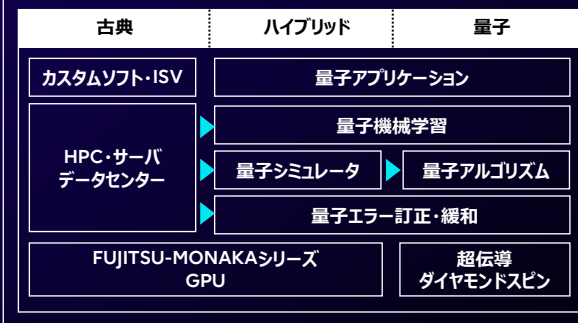 古典
ハイブリッド
量子
カスタムソフト・ISV
量子アプリケーション
HPC・サーバ
データセンター
量子機械学習
量子シミュレータ
量子アルゴリズム
量子エラー訂正・緩和
FUJITSU-MONAKAシリーズ
GPU
超伝導
ダイヤモンドスピン